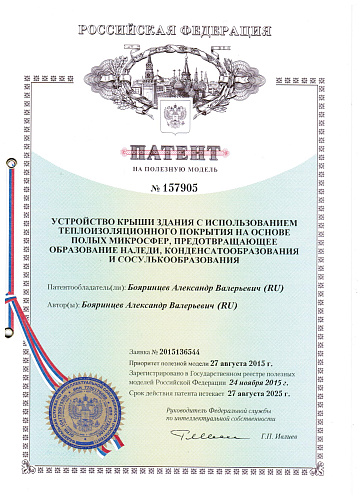 РОССИЙСКАЯ ФЕДЕРАЦИЯ
ПАТЕНТ
НА ПОЛЕЗНУЮ МОДЕЛЬ
№ 157905
УСТРОЙСТВО КРЫШИ ЗДАНИЯ С ИСПОЛЬЗОВАНИЕМ
ТЕПЛОИЗОЛЯЦИОННОГО ПОКРЫТИЯ НА ОСНОВЕ
ПОЛЫХ МИКРОСФЕР, ПРЕДОТВРАЩАЮЩЕЕ
ОБРАЗОВАНИЕ НАЛЕДИ, КОНДЕНСАТООБРАЗОВАНИЯ
И СОСУЛЬКООБРАЗОВАНИЯ
Патентообладатель(ли): Бояринцев Александр Валерьевич (RU)
Автор(ы): Бояринцев Александр Валерьевич (RU)
Заявка № 2015136544
Приоритет полезной модели 27 августа 2015 г.
Зарегистрировано в Государственном реестре полезных
моделей Российской Федерации 24 ноября 2015 г.
Срок действия патента истекает 27 августа 2025 г.
Руководитель Федеральной службы
по интеллектуальной собственности
Г.П. Ивлиев